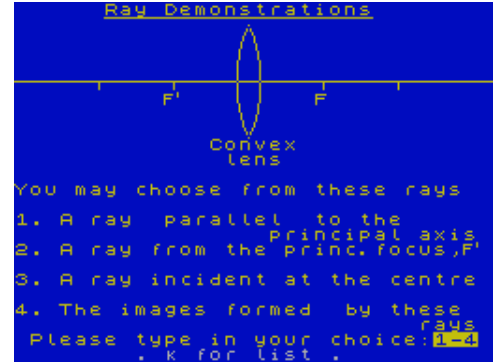 Ray Demonstrations
F' F
Convex
lens
You may choose from these rays
1. A ray parallel to the
principal axis
2. A ray from the princ.focus,F'
3. A ray incident at the centre
4. The images formed by these
rays
Please type in your choice:1-4
. K for list .